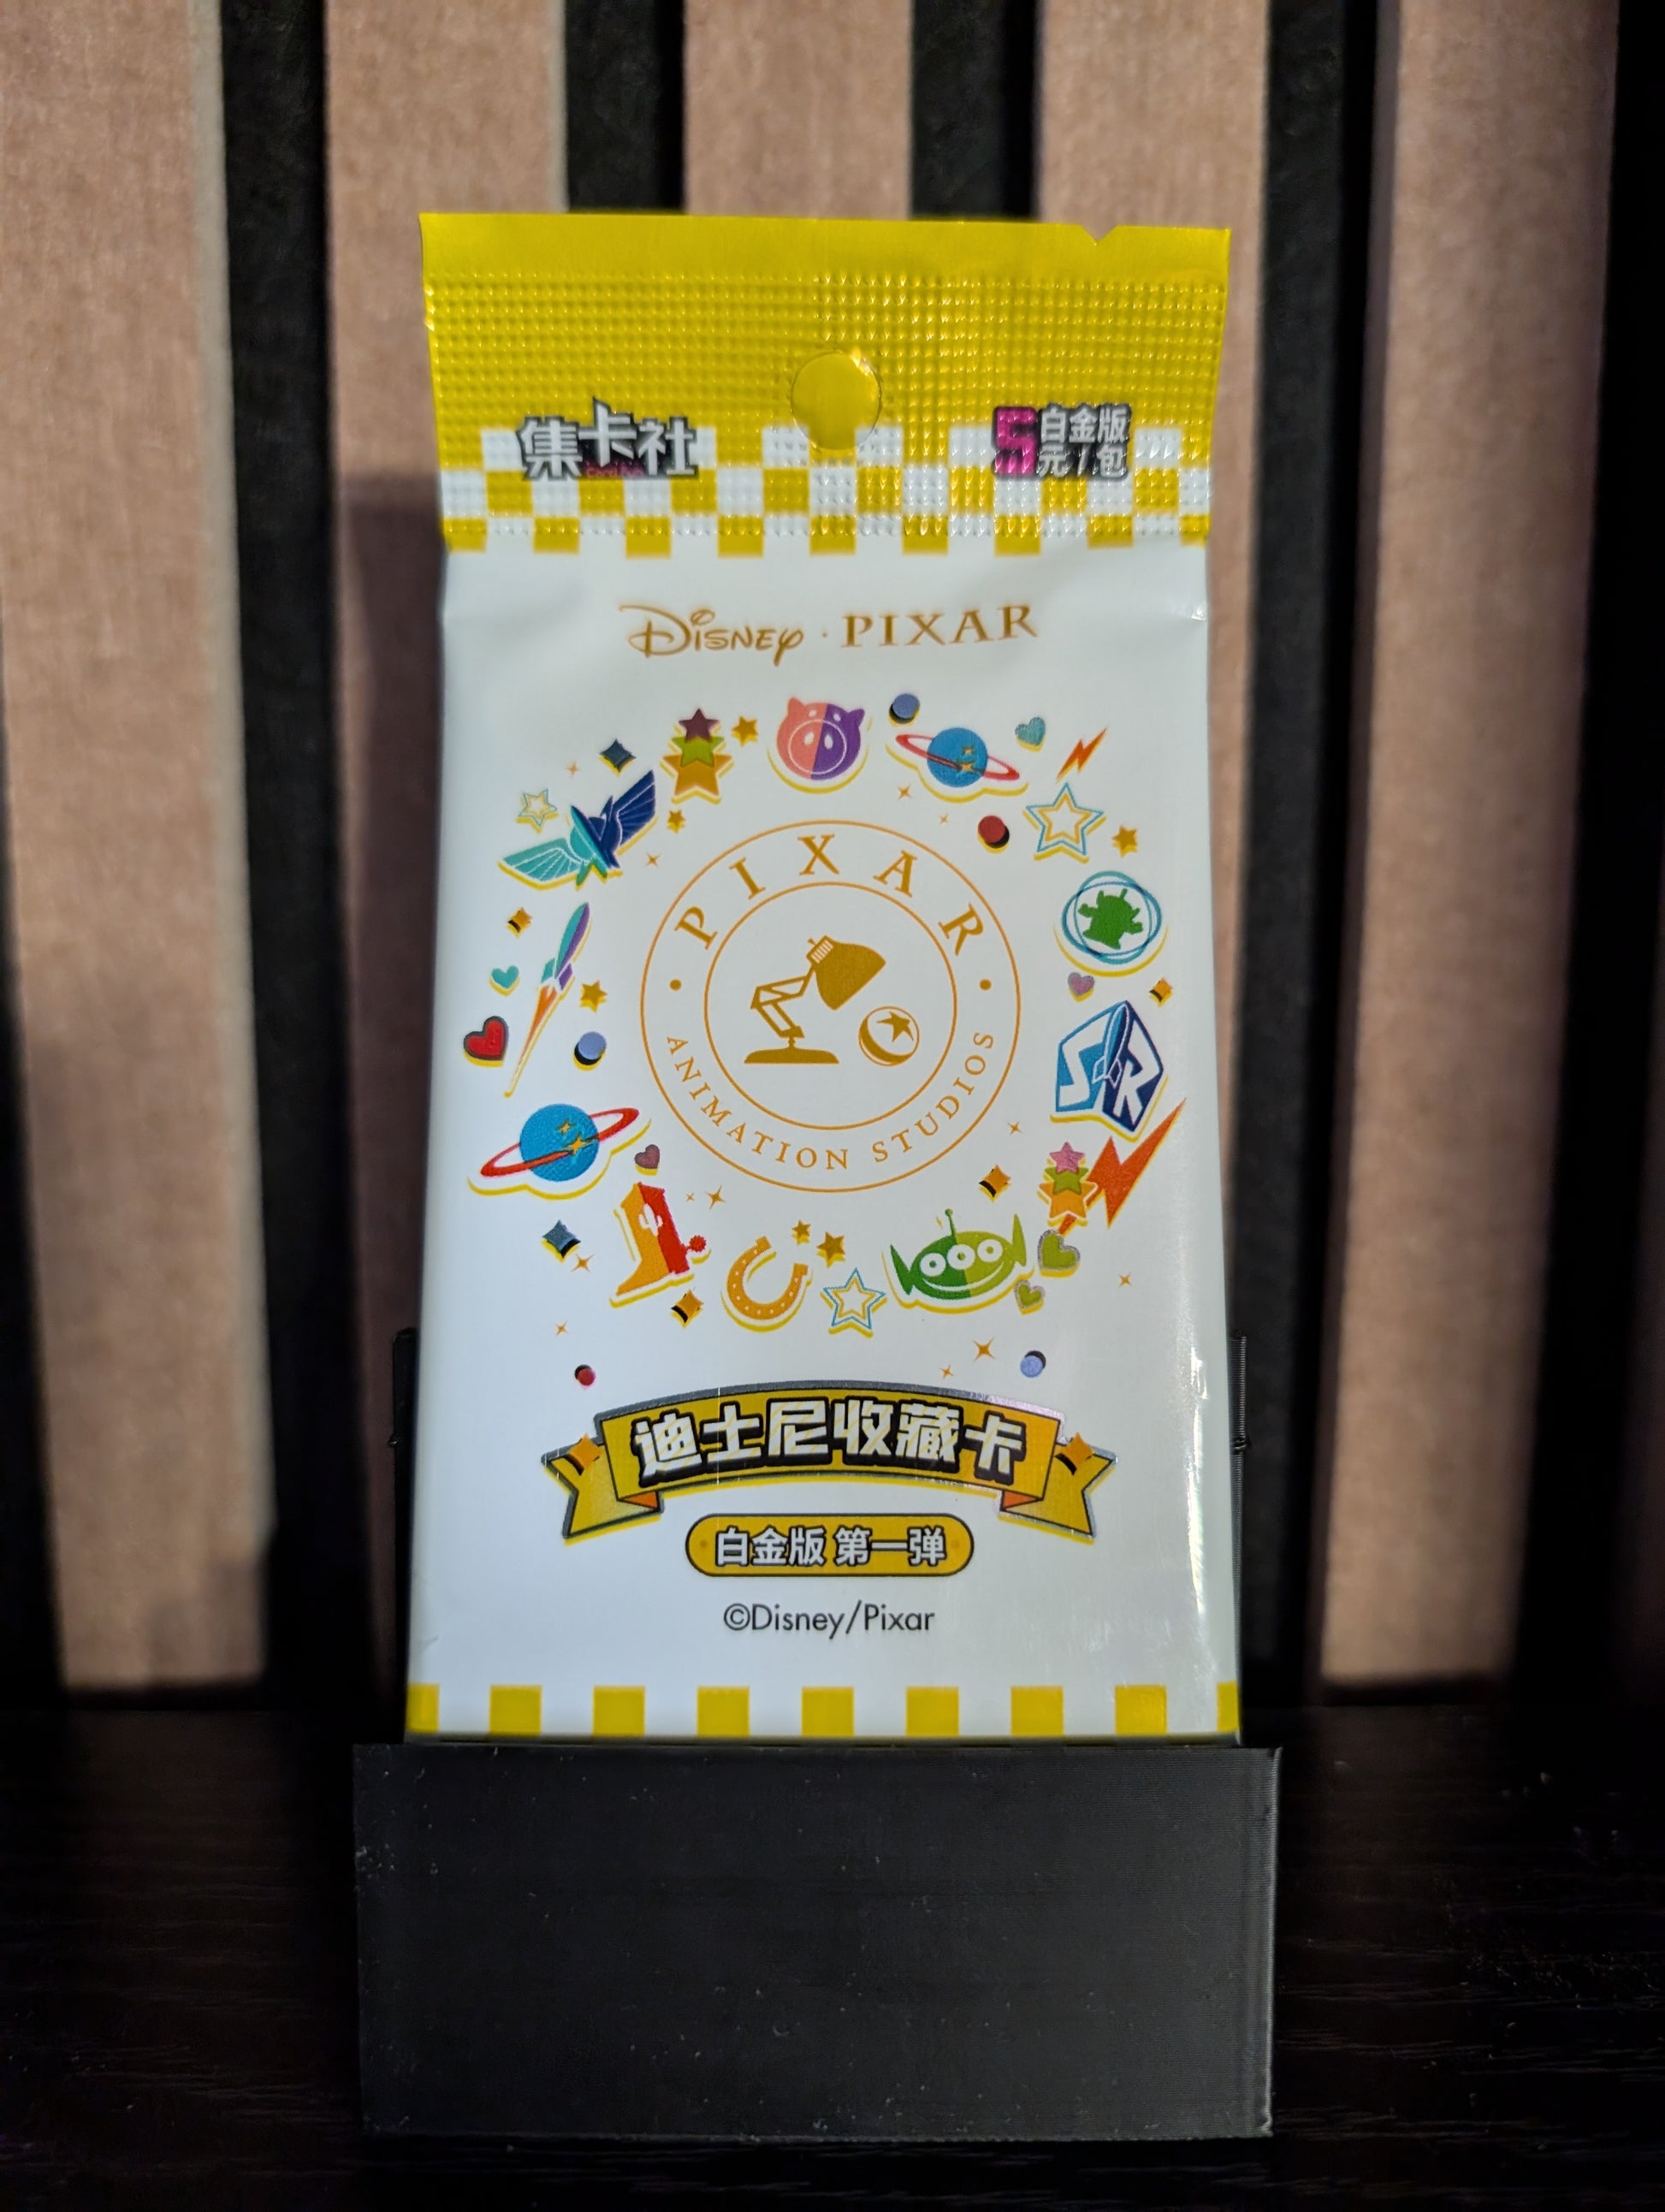 集卡社
5 白金版
元/包
Disney · PIXAR
PIXAR
ANIMATION STUDIOS
SR
迪士尼收藏卡
白金版 第一弹
©Disney/Pixar